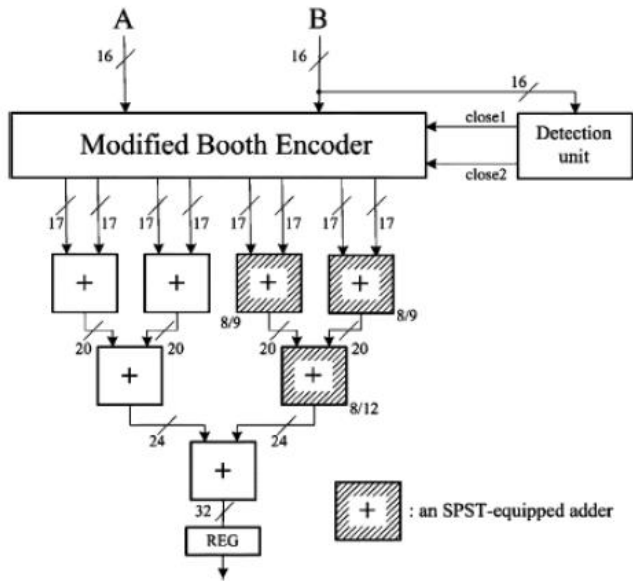 A B
16 16
16
close1
Modified Booth Encoder
Detection
unit
close2
17 17 17 17 17 17 17 17
+ + + +
8/9 8/9
20 20 20 20
+ +
8/12
24 24
+
32
+ : an SPST-equipped adder
REG